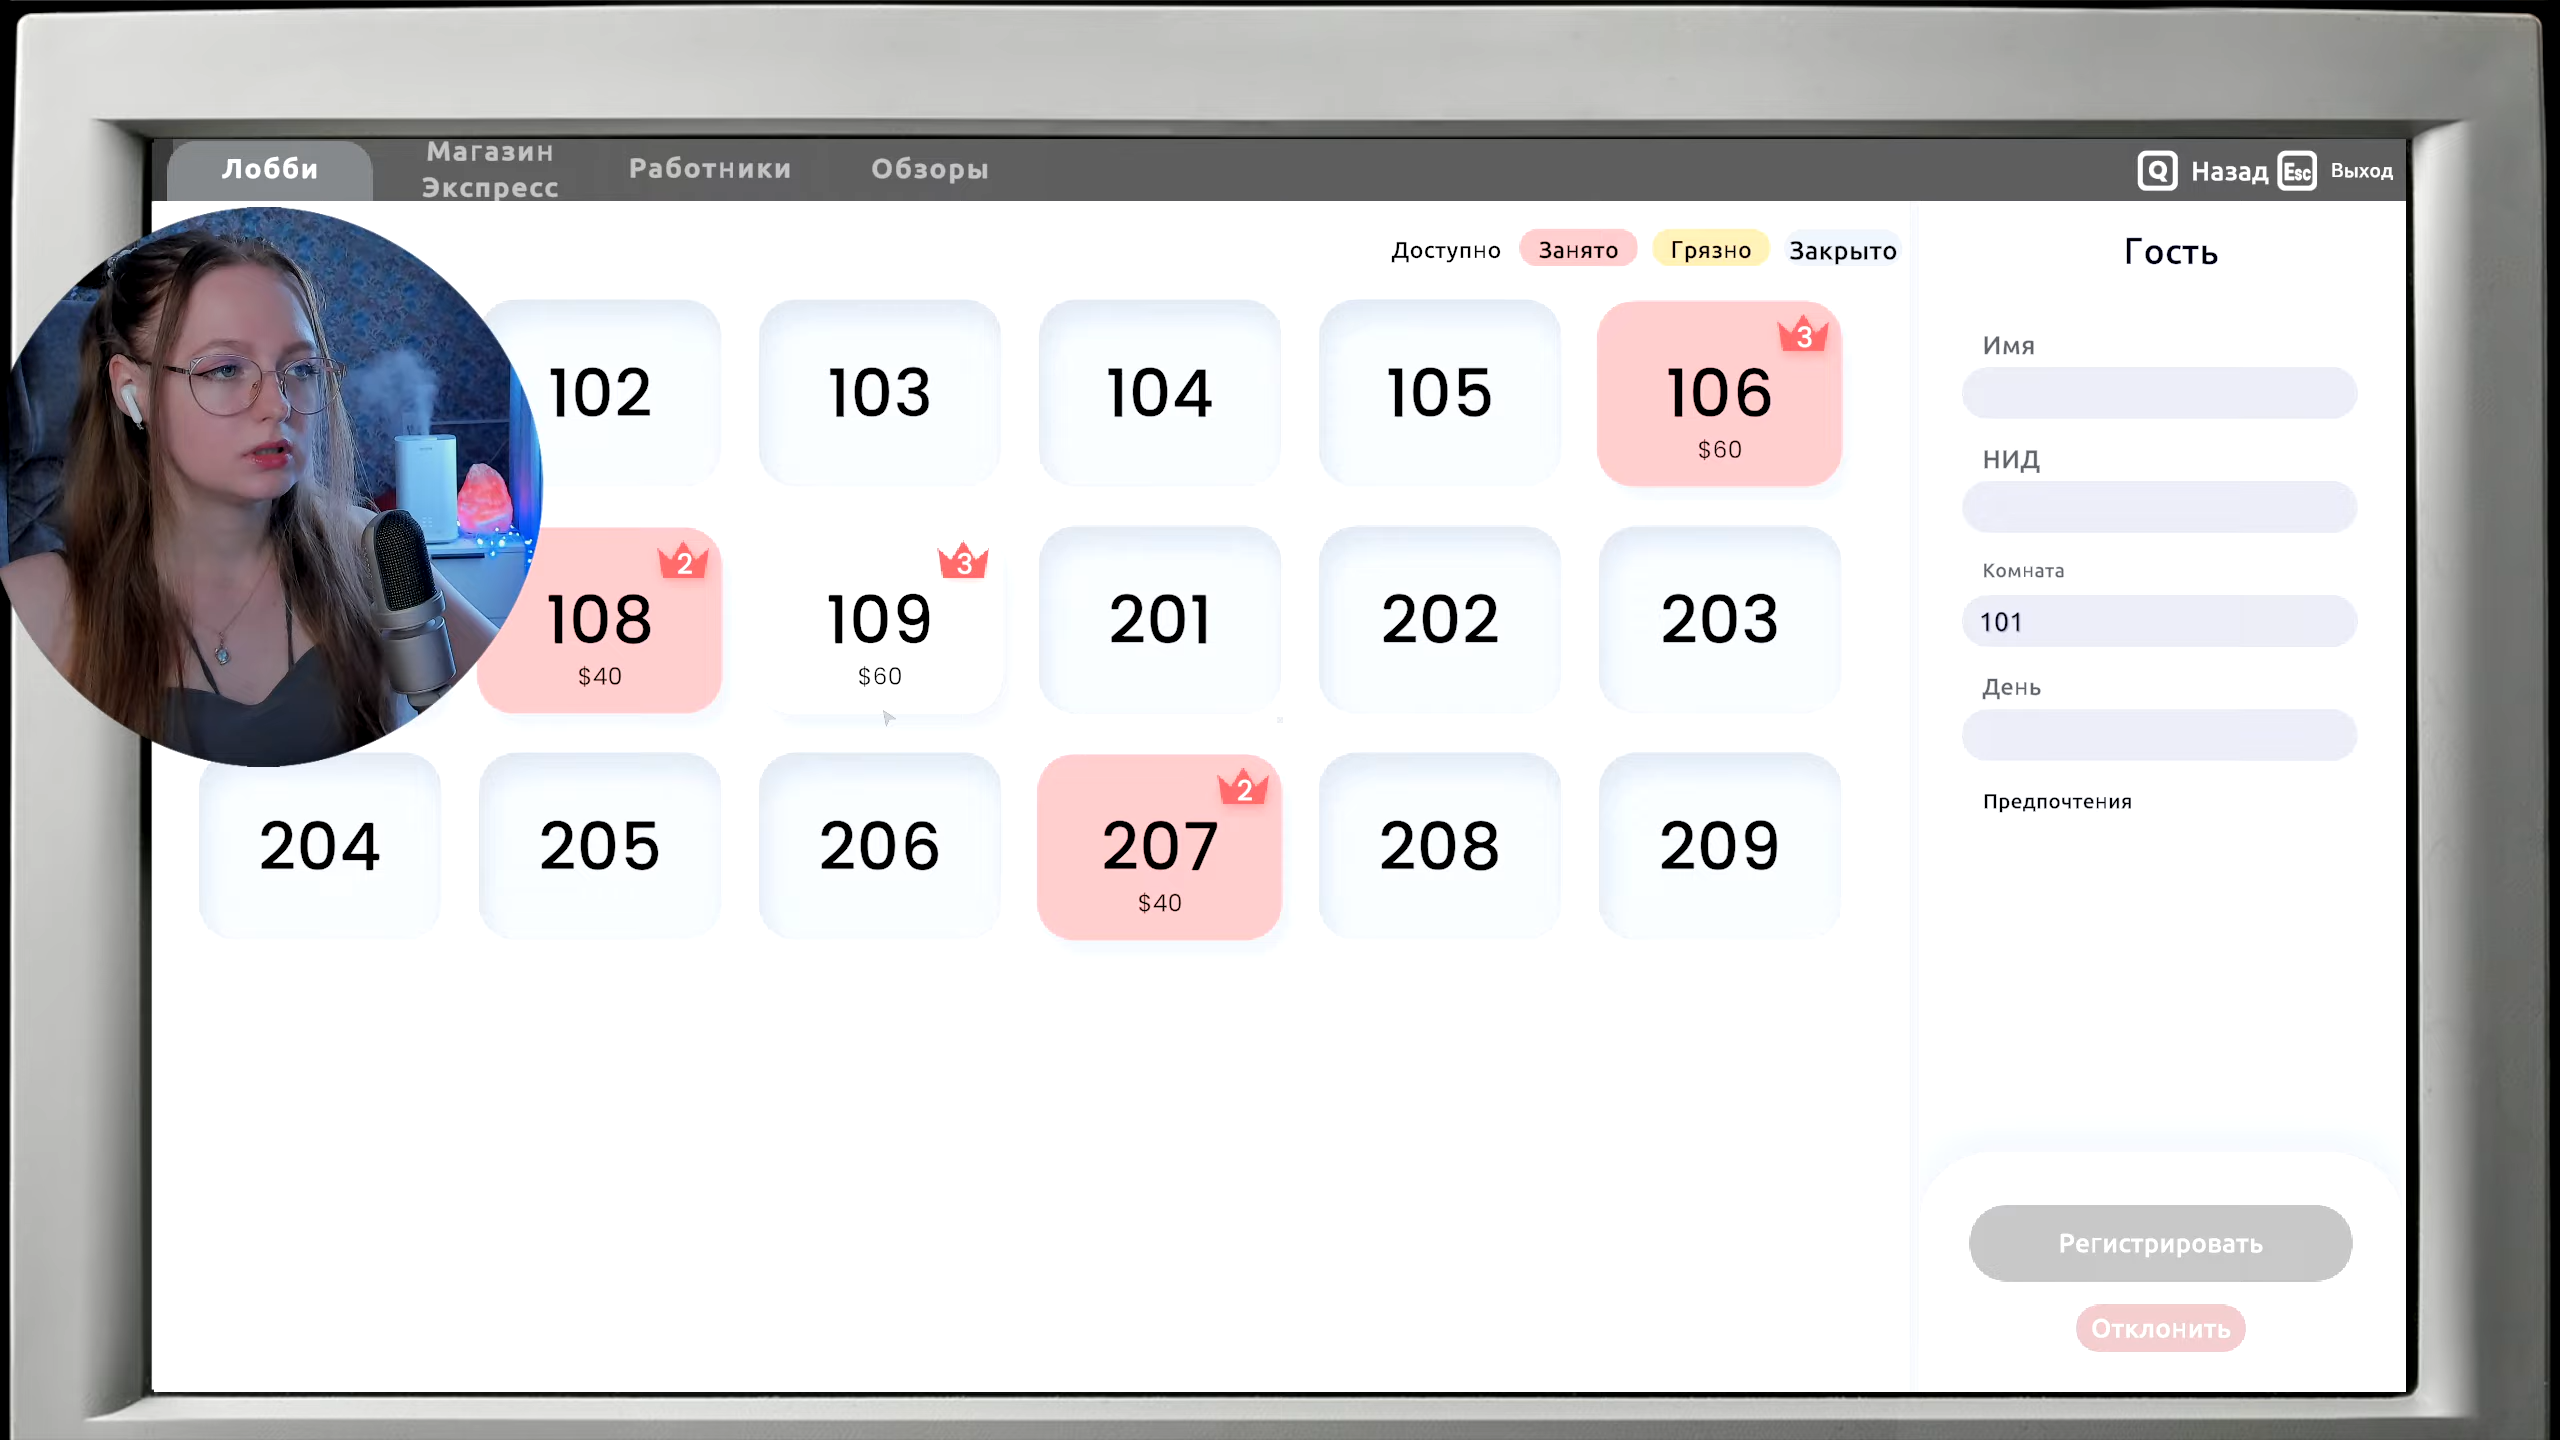 Лобби
Магазин
Экспресс
Работники
Обзоры
Q Назад Esc Выход
Доступно Занято Грязно Закрыто
102 103 104 105 106
3
$60
108 109 201 202 203
2 3
$40 $60
204 205 206 207 208 209
2
$40
Гость
Имя
НИД
Комната
101
День
Предпочтения
Регистрировать
Отклонить